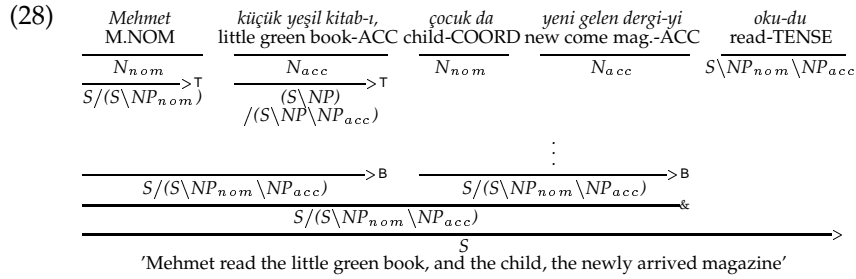 (28) Mehmet küçük yeşil kitab-ı, çocuk da yeni gelen dergi-yi oku-du
M.NOM little green book-ACC child-COORD new come mag.-ACC read-TENSE
N_nom N_acc N_nom N_acc S\NP_nom\NP_acc
>T >T
S/(S\NP_nom) (S\NP)
/(S\NP\NP_acc)
⋮
>B >B
S/(S\NP_nom\NP_acc) S/(S\NP_nom\NP_acc)
&
S/(S\NP_nom\NP_acc)
>
S
'Mehmet read the little green book, and the child, the newly arrived magazine'